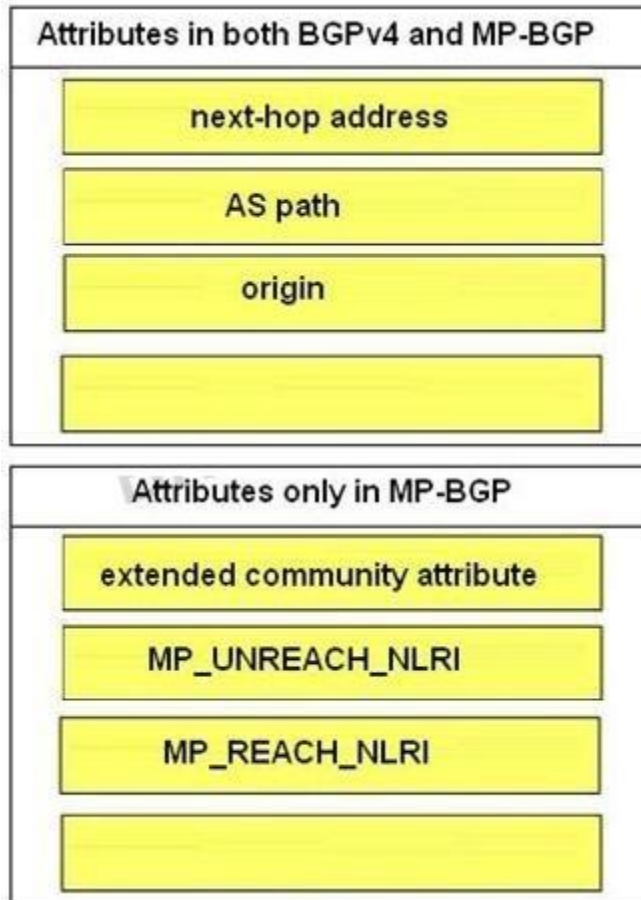 Attributes in both BGPv4 and MP-BGP
next-hop address
AS path
origin
Attributes only in MP-BGP
extended community attribute
MP_UNREACH_NLRI
MP_REACH_NLRI